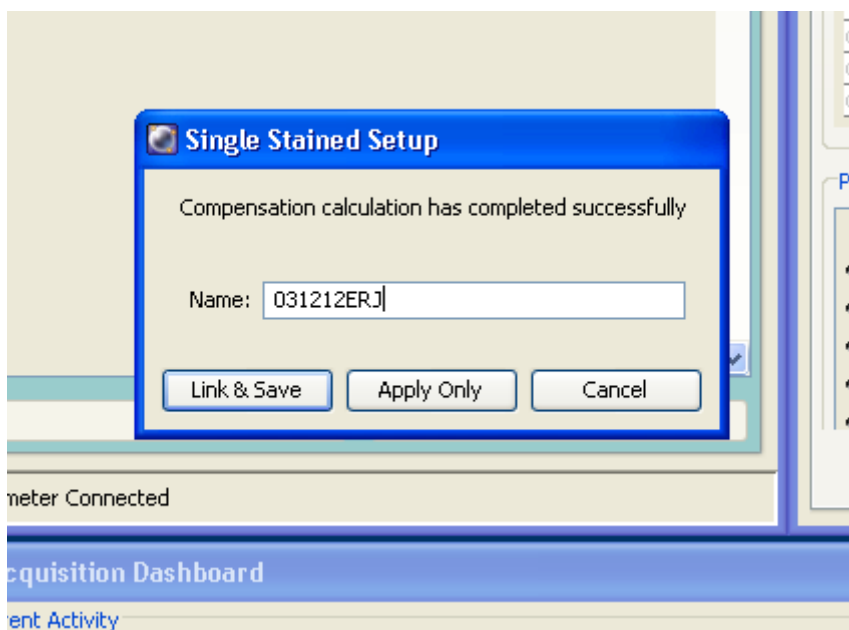 Single Stained Setup
Compensation calculation has completed successfully
Name: 031212ERJ
Link & Save Apply Only Cancel
meter Connected
cquisition Dashboard
rent Activity
P